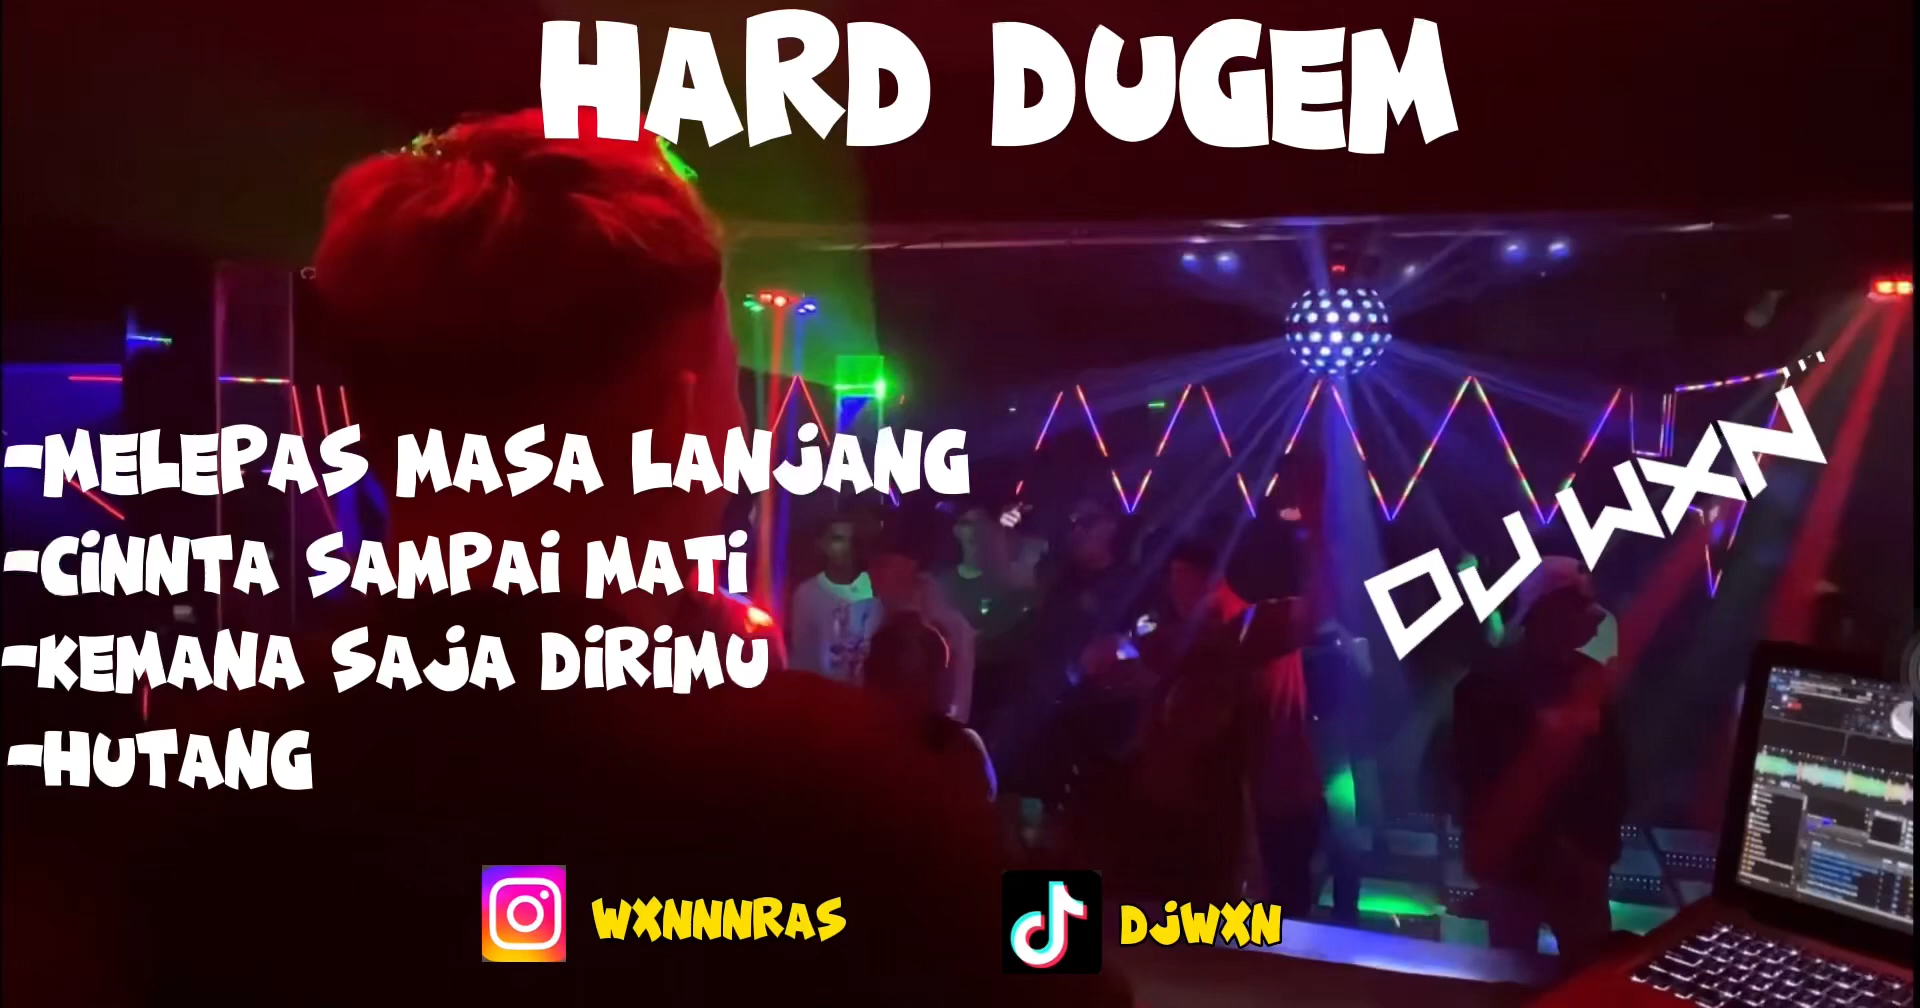 HARD DUGEM
-MELEPAS MASA LANJANG
-CINNTA SAMPAI MATI
-KEMANA SAJA DIRIMU
-HUTANG
DJ WXN
WXNNNRAS
DJWXN